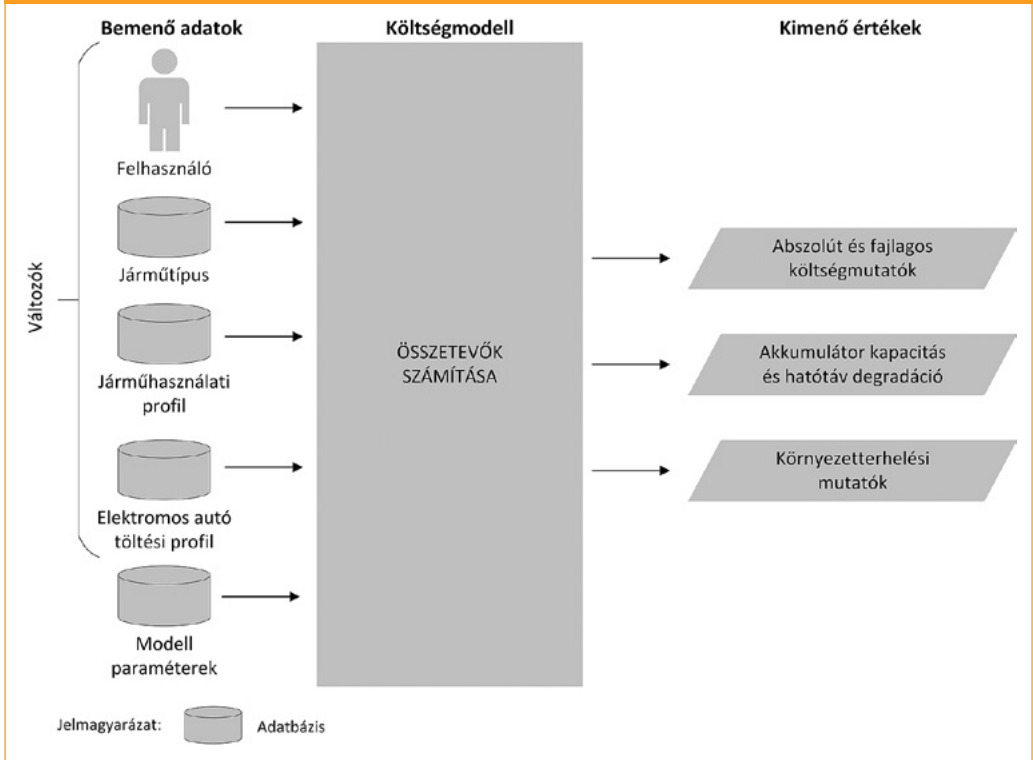 Bemenő adatok
Költségmodell
Kimenő értékek
Változók
Felhasználó
Járműtípus
Járműhasználati
profil
Elektromos autó
töltési profil
Modell
paraméterek
ÖSSZETEVŐK
SZÁMÍTÁSA
Abszolút és fajlagos
költségmutatók
Akkumulátor kapacitás
és hatótáv degradáció
Környezetterhelési
mutatók
Jelmagyarázat:
Adatbázis